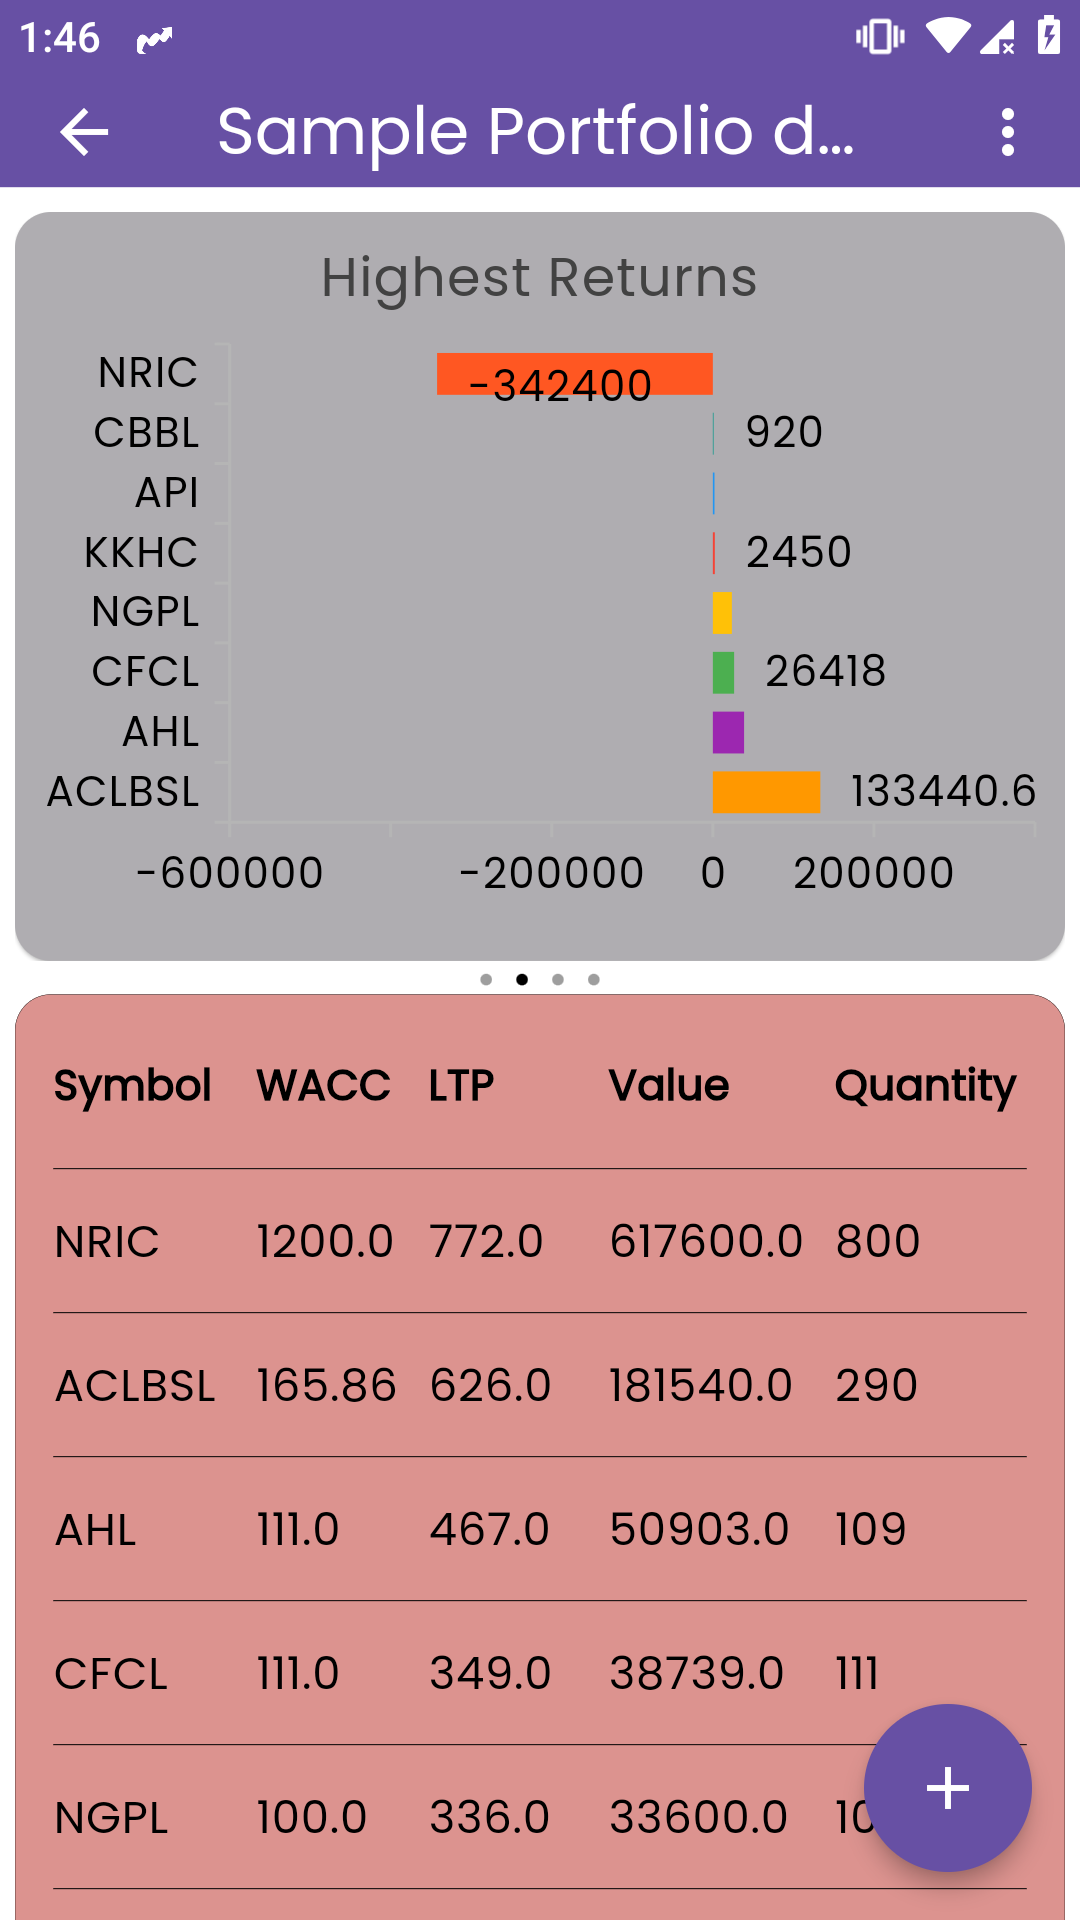 1:46
Sample Portfolio d...
Highest Returns
NRIC -342400
CBBL 920
API
KKHC 2450
NGPL
CFCL 26418
AHL
ACLBSL 133440.6
-600000 -200000 0 200000
Symbol WACC LTP Value Quantity
NRIC 1200.0 772.0 617600.0 800
ACLBSL 165.86 626.0 181540.0 290
AHL 111.0 467.0 50903.0 109
CFCL 111.0 349.0 38739.0 111
NGPL 100.0 336.0 33600.0